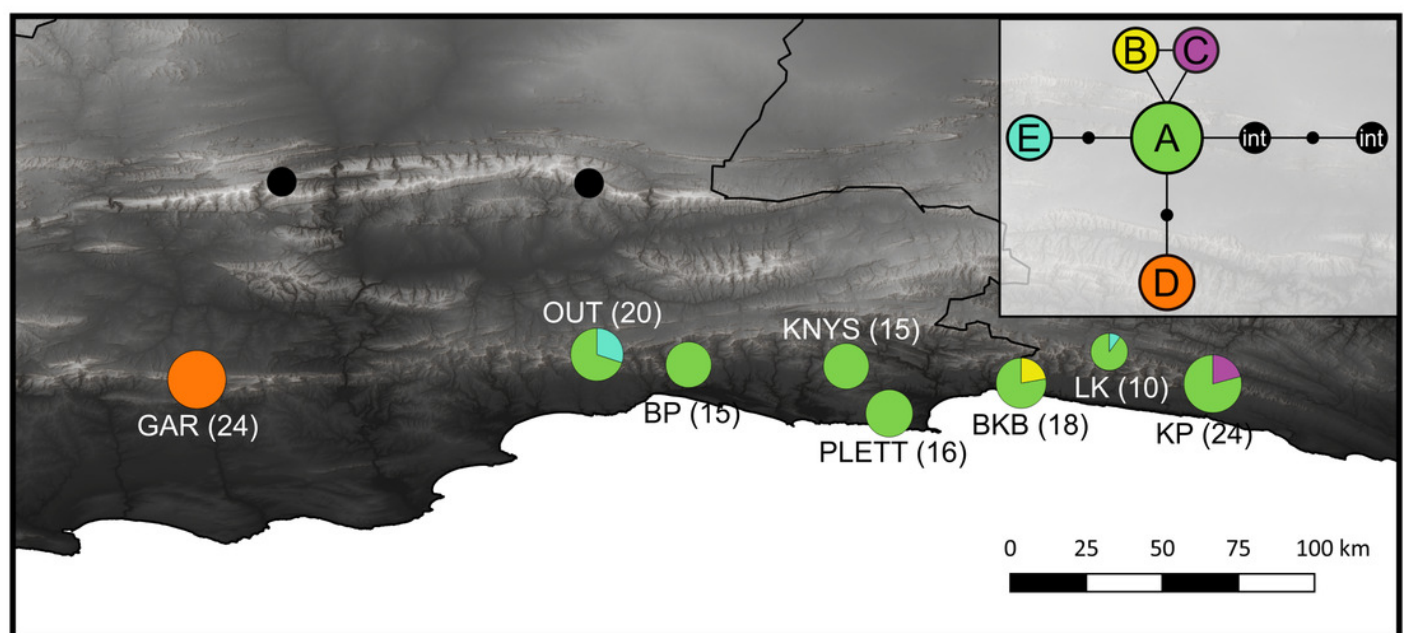 B
C
E
A
int
int
D
OUT (20)
KNYS (15)
GAR (24)
BP (15)
PLETT (16)
BKB (18)
LK (10)
KP (24)
0 25 50 75 100 km